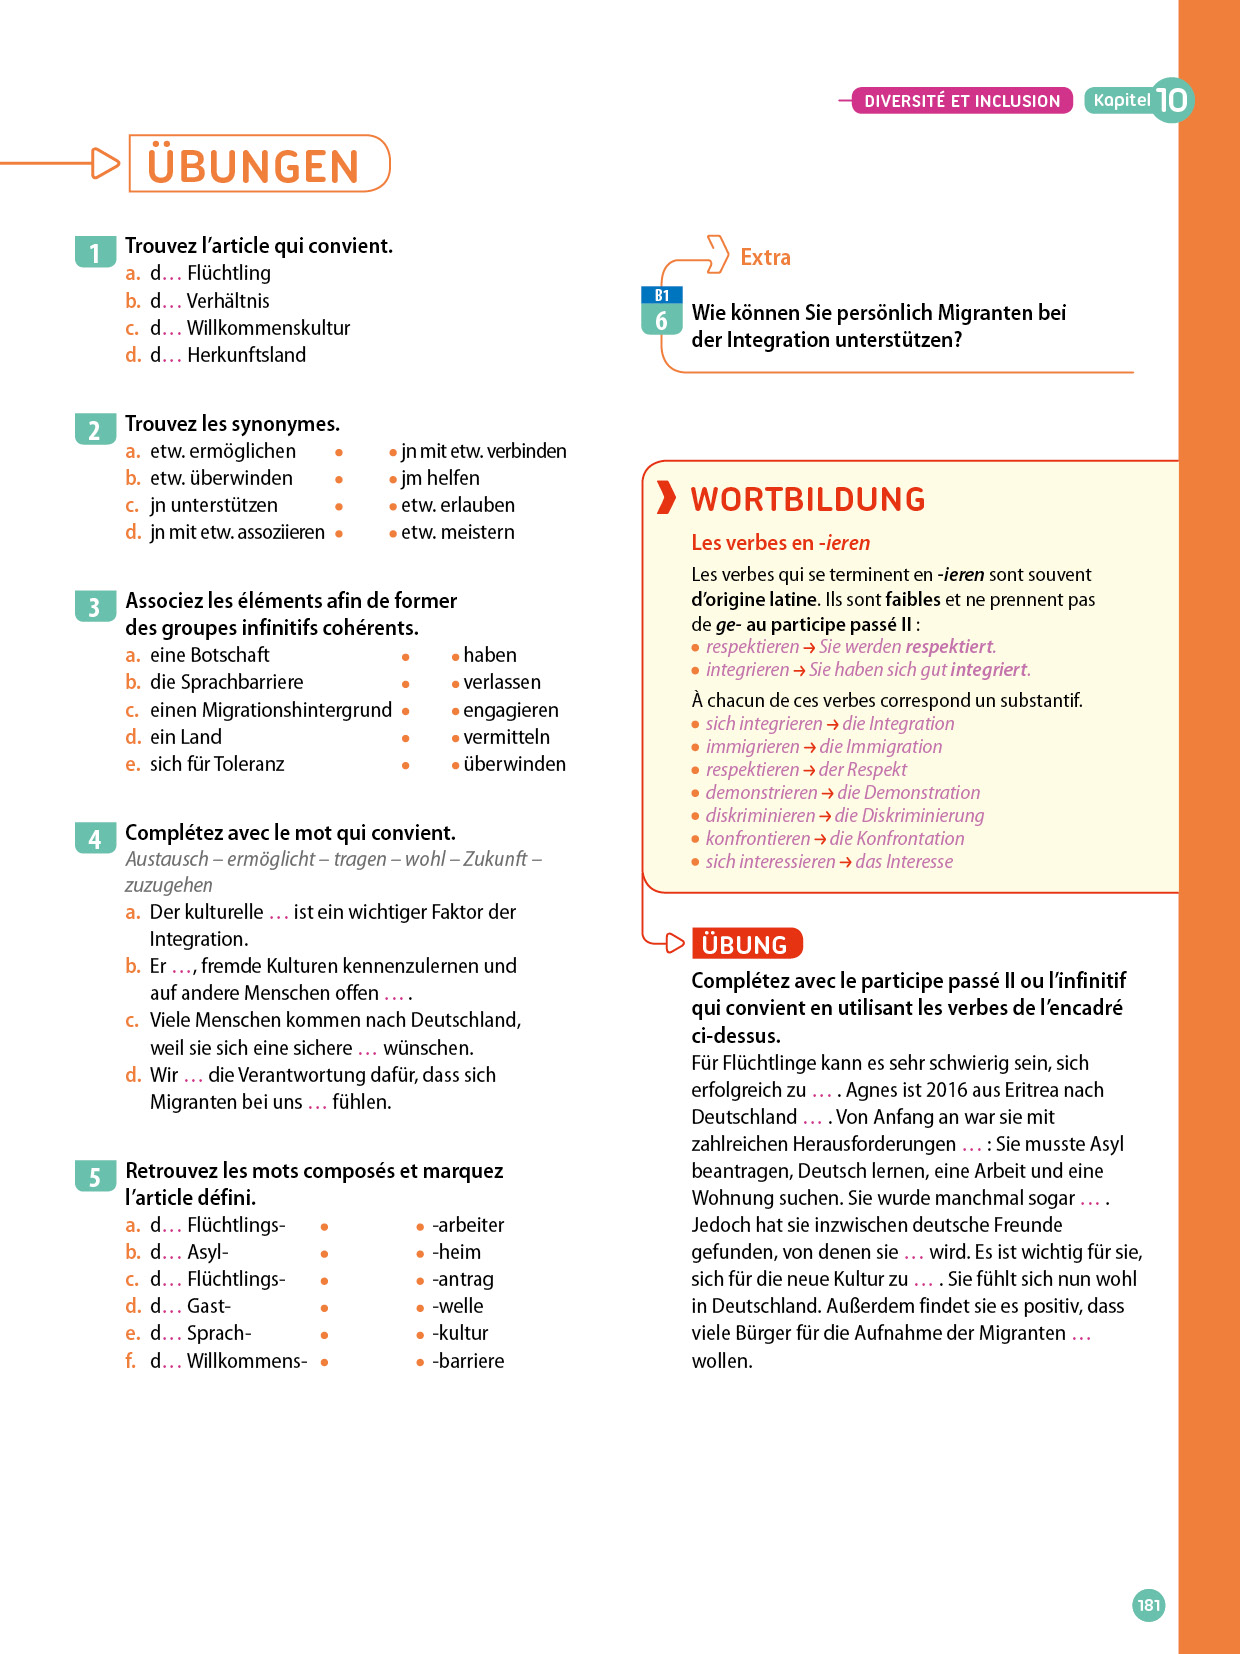 DIVERSITÉ ET INCLUSION Kapitel 10
ÜBUNGEN
1 Trouvez l’article qui convient.
a. d… Flüchtling
b. d… Verhältnis
c. d… Willkommenskultur
d. d… Herkunftsland
2 Trouvez les synonymes.
a. etw. ermöglichen • • jn mit etw. verbinden
b. etw. überwinden • • jm helfen
c. jn unterstützen • • etw. erlauben
d. jn mit etw. assoziieren • • etw. meistern
3 Associez les éléments afin de former
des groupes infinitifs cohérents.
a. eine Botschaft • • haben
b. die Sprachbarriere • • verlassen
c. einen Migrationshintergrund • • engagieren
d. ein Land • • vermitteln
e. sich für Toleranz • • überwinden
4 Complétez avec le mot qui convient.
Austausch – ermöglicht – tragen – wohl – Zukunft –
zuzugehen
a. Der kulturelle … ist ein wichtiger Faktor der
Integration.
b. Er …, fremde Kulturen kennenzulernen und
auf andere Menschen offen … .
c. Viele Menschen kommen nach Deutschland,
weil sie sich eine sichere … wünschen.
d. Wir … die Verantwortung dafür, dass sich
Migranten bei uns … fühlen.
5 Retrouvez les mots composés et marquez
l’article défini.
a. d… Flüchtlings- • • -arbeiter
b. d… Asyl- • • -heim
c. d… Flüchtlings- • • -antrag
d. d… Gast- • • -welle
e. d… Sprach- • • -kultur
f. d… Willkommens- • • -barriere
Extra
B1
6 Wie können Sie persönlich Migranten bei
der Integration unterstützen?
WORTBILDUNG
Les verbes en -ieren
Les verbes qui se terminent en -ieren sont souvent
d’origine latine. Ils sont faibles et ne prennent pas
de ge- au participe passé II :
• respektieren → Sie werden respektiert.
• integrieren → Sie haben sich gut integriert.
À chacun de ces verbes correspond un substantif.
• sich integrieren → die Integration
• immigrieren → die Immigration
• respektieren → der Respekt
• demonstrieren → die Demonstration
• diskriminieren → die Diskriminierung
• konfrontieren → die Konfrontation
• sich interessieren → das Interesse
ÜBUNG
Complétez avec le participe passé II ou l’infinitif
qui convient en utilisant les verbes de l’encadré
ci-dessus.
Für Flüchtlinge kann es sehr schwierig sein, sich
erfolgreich zu … . Agnes ist 2016 aus Eritrea nach
Deutschland … . Von Anfang an war sie mit
zahlreichen Herausforderungen … : Sie musste Asyl
beantragen, Deutsch lernen, eine Arbeit und eine
Wohnung suchen. Sie wurde manchmal sogar … .
Jedoch hat sie inzwischen deutsche Freunde
gefunden, von denen sie … wird. Es ist wichtig für sie,
sich für die neue Kultur zu … . Sie fühlt sich nun wohl
in Deutschland. Außerdem findet sie es positiv, dass
viele Bürger für die Aufnahme der Migranten …
wollen.
181